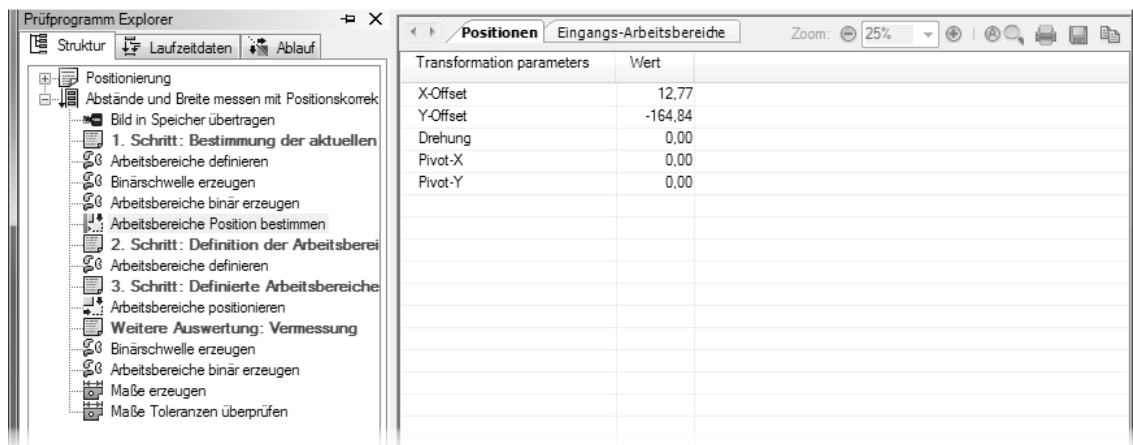 Prüfprogramm Explorer
Struktur Laufzeitdaten Ablauf
Positionierung
Abstände und Breite messen mit Positionskorrek
Bild in Speicher übertragen
1. Schritt: Bestimmung der aktuellen
Arbeitsbereiche definieren
Binärschwelle erzeugen
Arbeitsbereiche binär erzeugen
Arbeitsbereiche Position bestimmen
2. Schritt: Definition der Arbeitsberei
Arbeitsbereiche definieren
3. Schritt: Definierte Arbeitsbereiche
Arbeitsbereiche positionieren
Weitere Auswertung: Vermessung
Binärschwelle erzeugen
Arbeitsbereiche binär erzeugen
Maße erzeugen
Maße Toleranzen überprüfen
Positionen Eingangs-Arbeitsbereiche Zoom: 25%
Transformation parameters Wert
X-Offset 12,77
Y-Offset -164,84
Drehung 0,00
Pivot-X 0,00
Pivot-Y 0,00